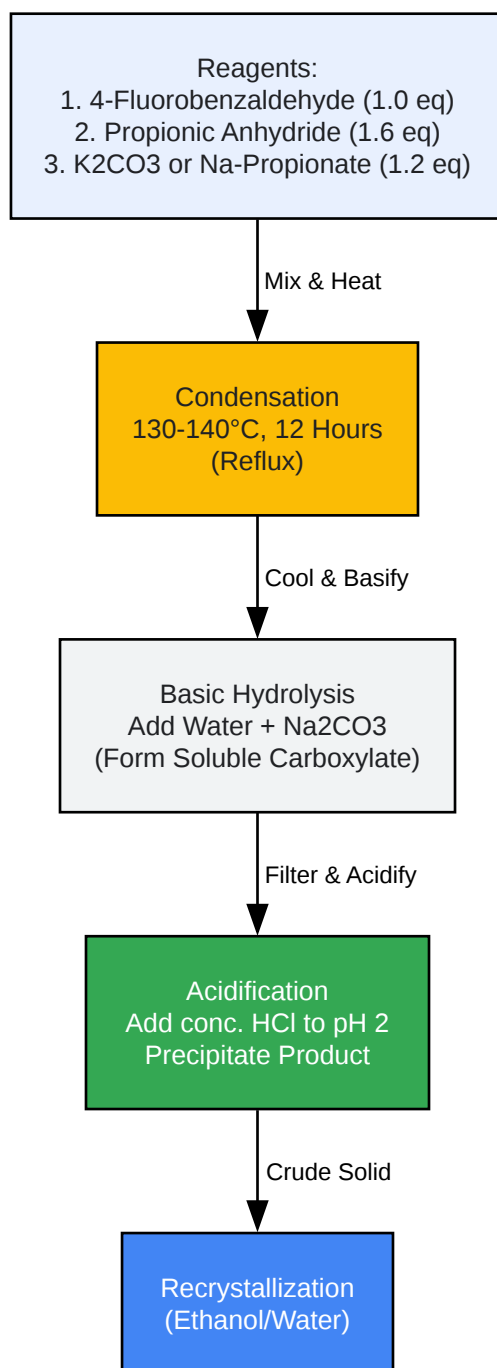 Reagents:
1. 4-Fluorobenzaldehyde (1.0 eq)
2. Propionic Anhydride (1.6 eq)
3. K2CO3 or Na-Propionate (1.2 eq)
Mix & Heat
Condensation
130-140°C, 12 Hours
(Reflux)
Cool & Basify
Basic Hydrolysis
Add Water + Na2CO3
(Form Soluble Carboxylate)
Filter & Acidify
Acidification
Add conc. HCl to pH 2
Precipitate Product
Crude Solid
Recrystallization
(Ethanol/Water)